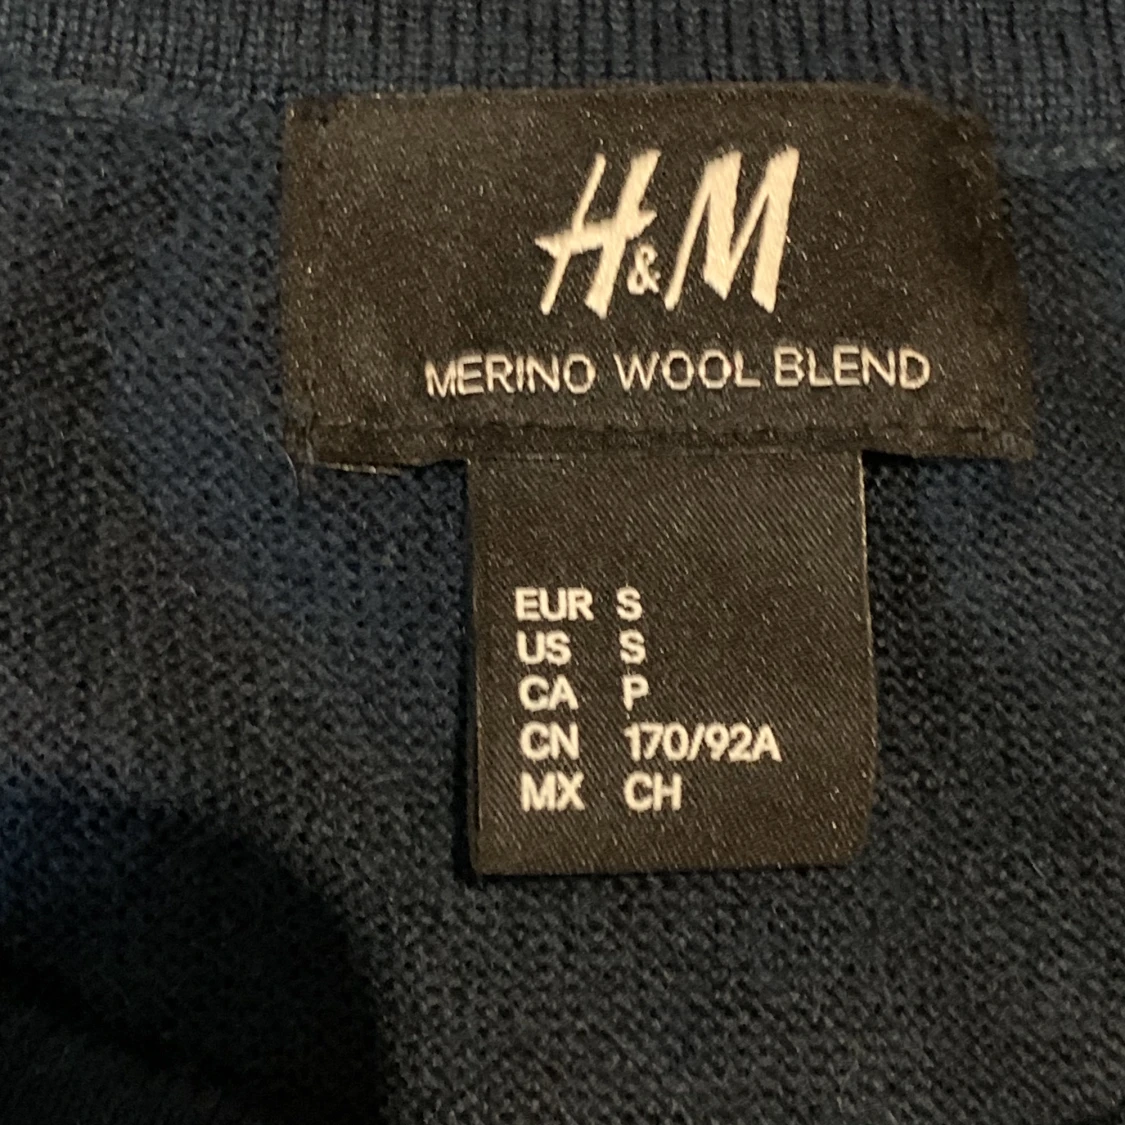 H&M
MERINO WOOL BLEND
EUR S
US S
CA P
CN 170/92A
MX CH